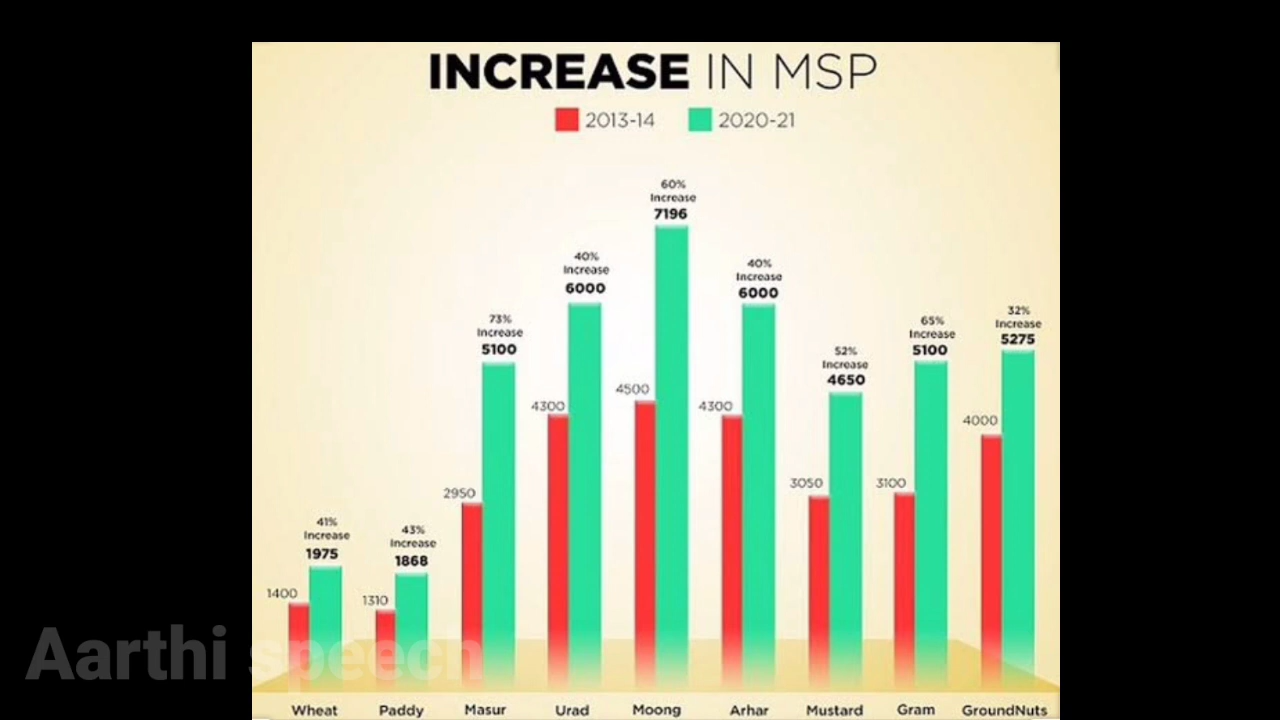 INCREASE IN MSP
2013-14 2020-21
60%
Increase
7196
40%
Increase
6000
40%
Increase
6000
73%
Increase
5100
32%
Increase
5275
65%
Increase
5100
52%
Increase
4650
4500
4300
4300
4000
2950
3050
3100
41%
Increase
1975
43%
Increase
1868
1400
1310
Aarthi speech
Wheat Paddy Masur Urad Moong Arhar Mustard Gram GroundNuts